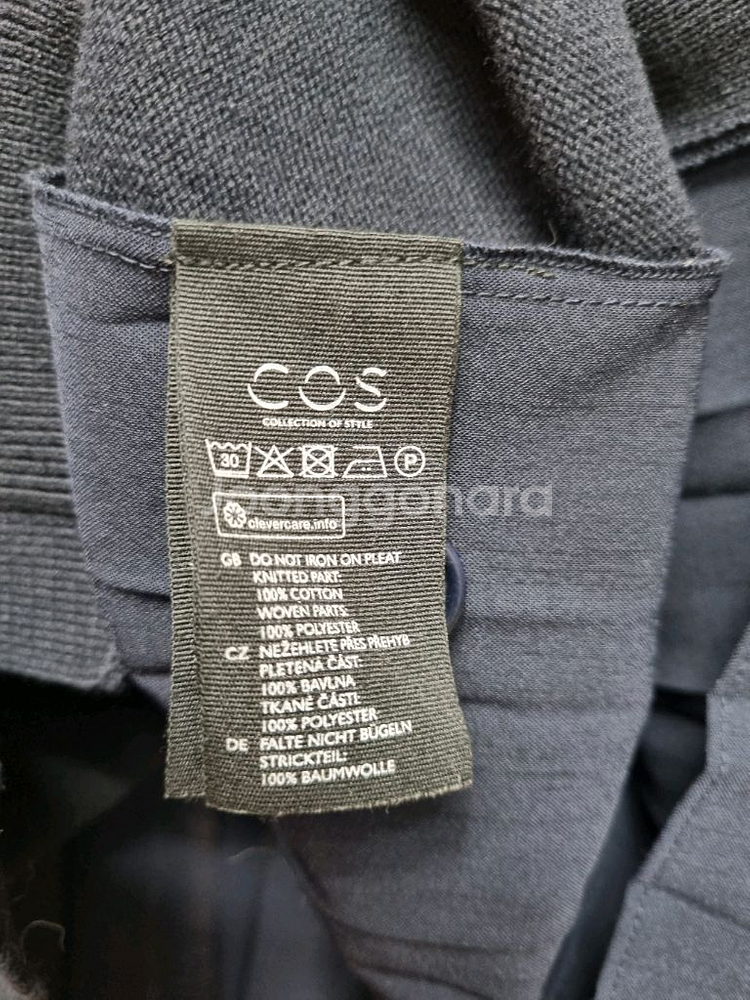 COS
COLLECTION OF STYLE
30 P
clevercare.info
GB DO NOT IRON ON PLEAT
KNITTED PART:
100% COTTON
WOVEN PARTS:
100% POLYESTER
CZ NEŽEHLETE PŘES PŘEHYB
PLETENÁ ČÁST:
100% BAVLNA
TKANÉ ČÁSTI:
100% POLYESTER
DE FALTE NICHT BÜGELN
STRICKTEIL:
100% BAUMWOLLE